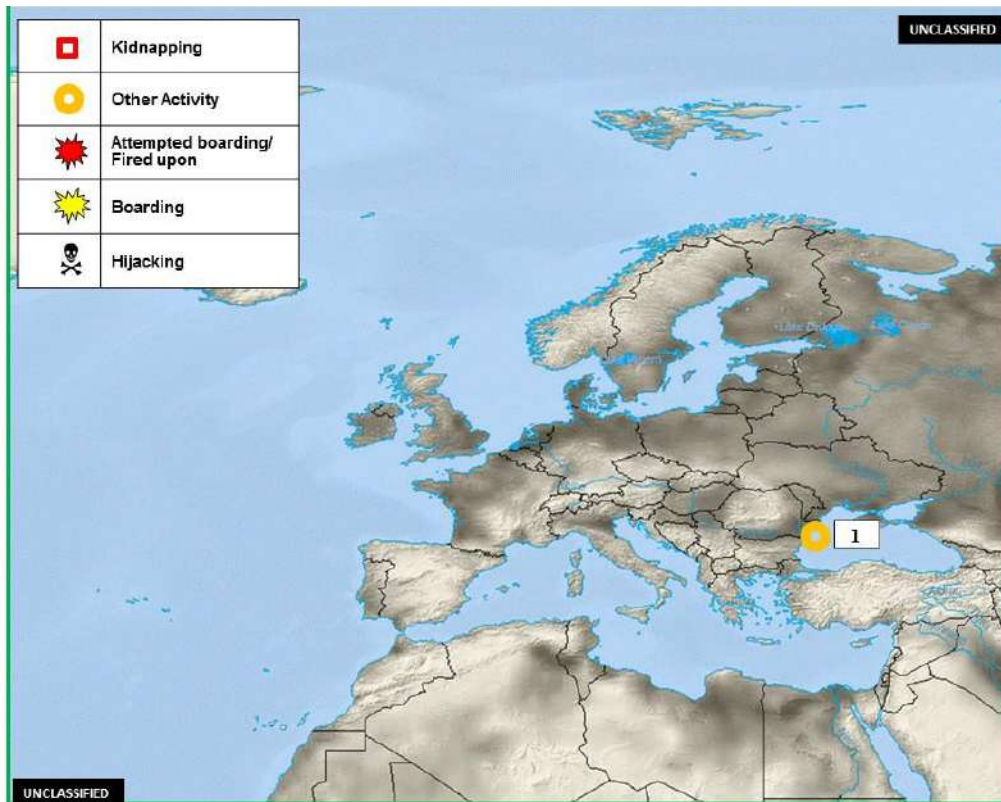 UNCLASSIFIED
Kidnapping
Other Activity
Attempted boarding/
Fired upon
Boarding
Hijacking
1
UNCLASSIFIED